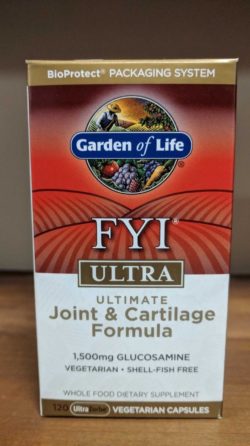 BioProtect® PACKAGING SYSTEM
Garden of Life
FYI®
ULTRA
ULTIMATE
Joint & Cartilage
Formula
1,500mg GLUCOSAMINE
VEGETARIAN • SHELL-FISH FREE
WHOLE FOOD DIETARY SUPPLEMENT
120 UltraZorbe VEGETARIAN CAPSULES